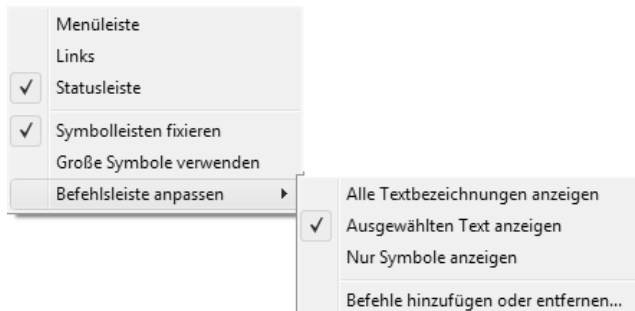 Menüleiste
Links
Statusleiste
Symbolleisten fixieren
Große Symbole verwenden
Befehlsleiste anpassen
Alle Textbezeichnungen anzeigen
Ausgewählten Text anzeigen
Nur Symbole anzeigen
Befehle hinzufügen oder entfernen...